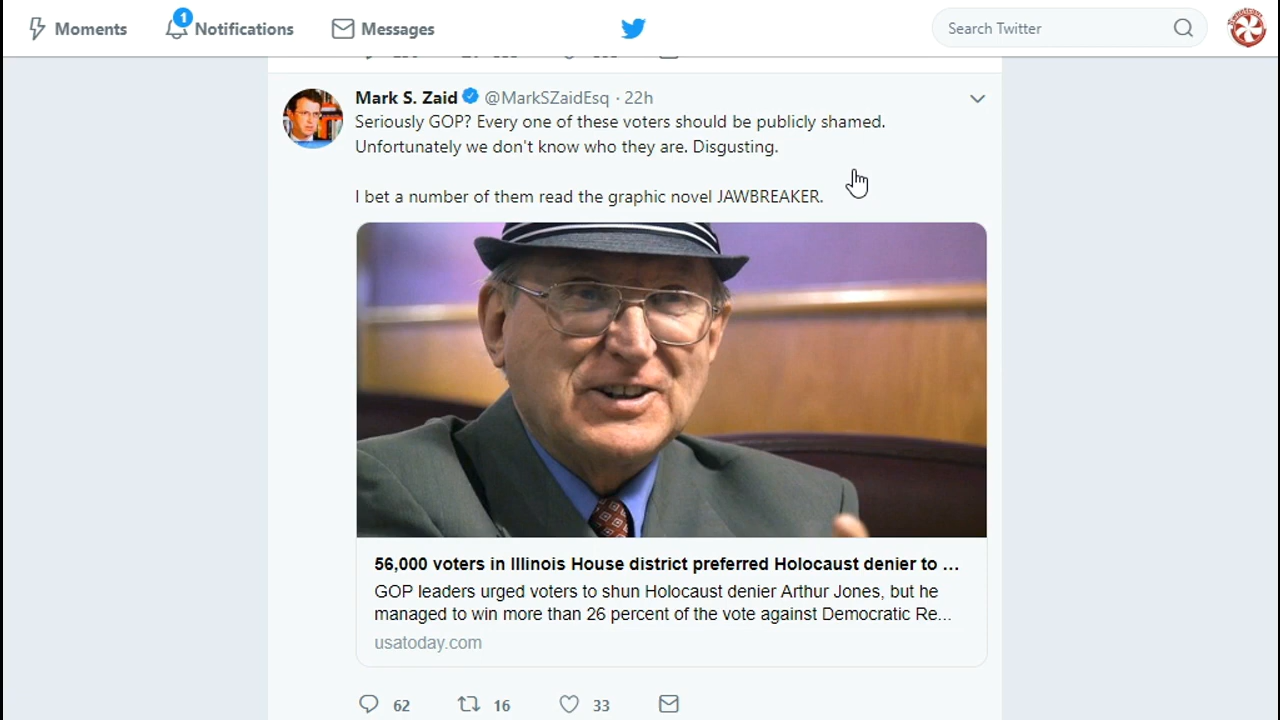 Moments
1
Notifications
Messages
Search Twitter
Mark S. Zaid @MarkSZaidEsq · 22h
Seriously GOP? Every one of these voters should be publicly shamed.
Unfortunately we don't know who they are. Disgusting.
I bet a number of them read the graphic novel JAWBREAKER.
56,000 voters in Illinois House district preferred Holocaust denier to ...
GOP leaders urged voters to shun Holocaust denier Arthur Jones, but he
managed to win more than 26 percent of the vote against Democratic Re...
usatoday.com
62 16 33